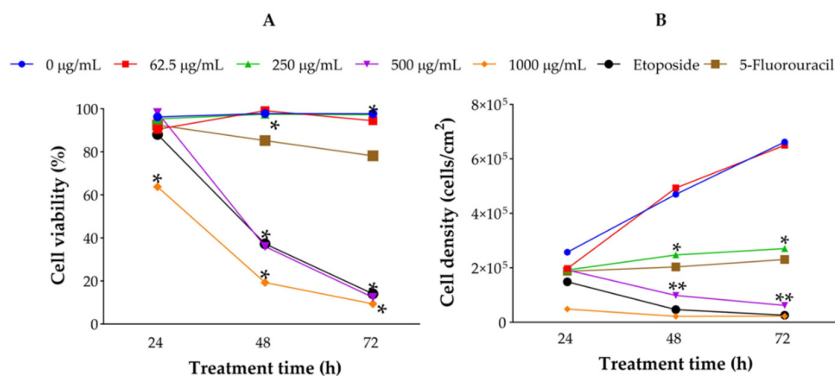 A B
0 μg/mL 62.5 μg/mL 250 μg/mL 500 μg/mL 1000 μg/mL Etoposide 5-Fluorouracil
Cell viability (%)
100
80
60
40
20
0
*
*
*
*
*
*
*
24 48 72
Treatment time (h)
Cell density (cells/cm²)
8×10⁵
6×10⁵
4×10⁵
2×10⁵
0
* *
** **
24 48 72
Treatment time (h)